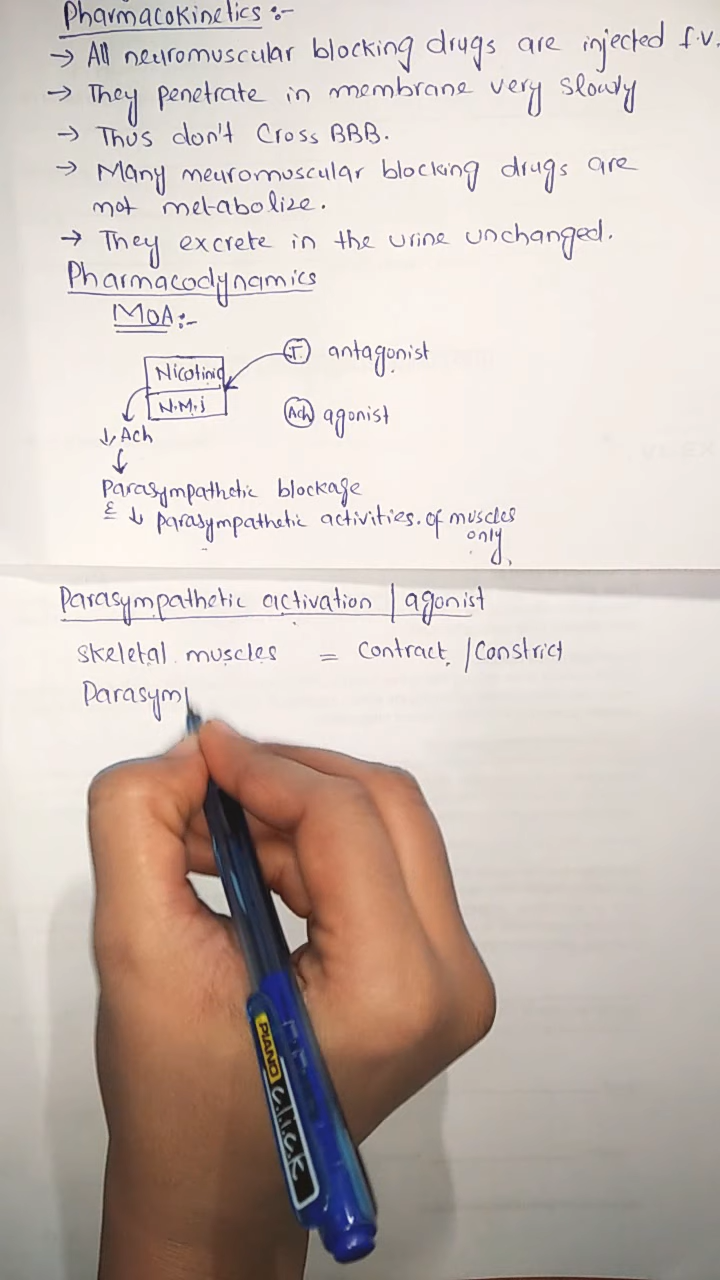 Pharmacokinetics :-
→ All neuromuscular blocking drugs are injected I.V.
→ They penetrate in membrane very slowly
→ Thus don't Cross BBB.
→ Many neuromuscular blocking drugs are
not metabolize.
→ They excrete in the urine unchanged.
Pharmacodynamics
MOA:-
T. antagonist
Nicotinic
N.M.j
Ach agonist
↓ Ach
↓
Parasympathetic blockage
& ↓ parasympathetic activities. of muscles
only.
Parasympathetic activation / agonist
Skeletal muscles = Contract / Constrict
Parasym
PIANO
click